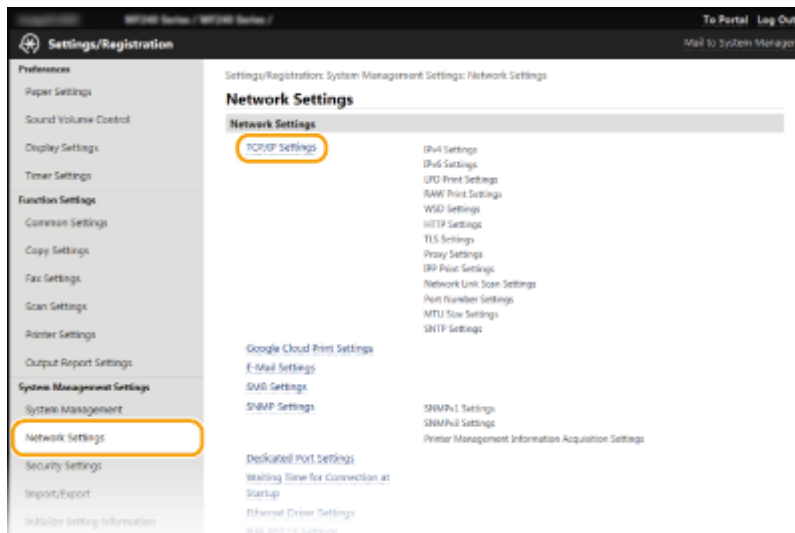 MF240 Series / MF240 Series /
To Portal Log Out
Settings/Registration
Mail to System Manager
Preferences
Paper Settings
Sound Volume Control
Display Settings
Timer Settings
Function Settings
Common Settings
Copy Settings
Fax Settings
Scan Settings
Printer Settings
Output Report Settings
System Management Settings
System Management
Network Settings
Security Settings
Import/Export
Initialize Setting Information
Settings/Registration: System Management Settings: Network Settings
Network Settings
Network Settings
TCP/IP Settings
IPv4 Settings
IPv6 Settings
LPD Print Settings
RAW Print Settings
WSD Settings
HTTP Settings
TLS Settings
Proxy Settings
IPP Print Settings
Network Link Scan Settings
Port Number Settings
MTU Size Settings
SNTP Settings
Google Cloud Print Settings
E-Mail Settings
SMB Settings
SNMP Settings
SNMPv1 Settings
SNMPv3 Settings
Printer Management Information Acquisition Settings
Dedicated Port Settings
Waiting Time for Connection at
Startup
Ethernet Driver Settings